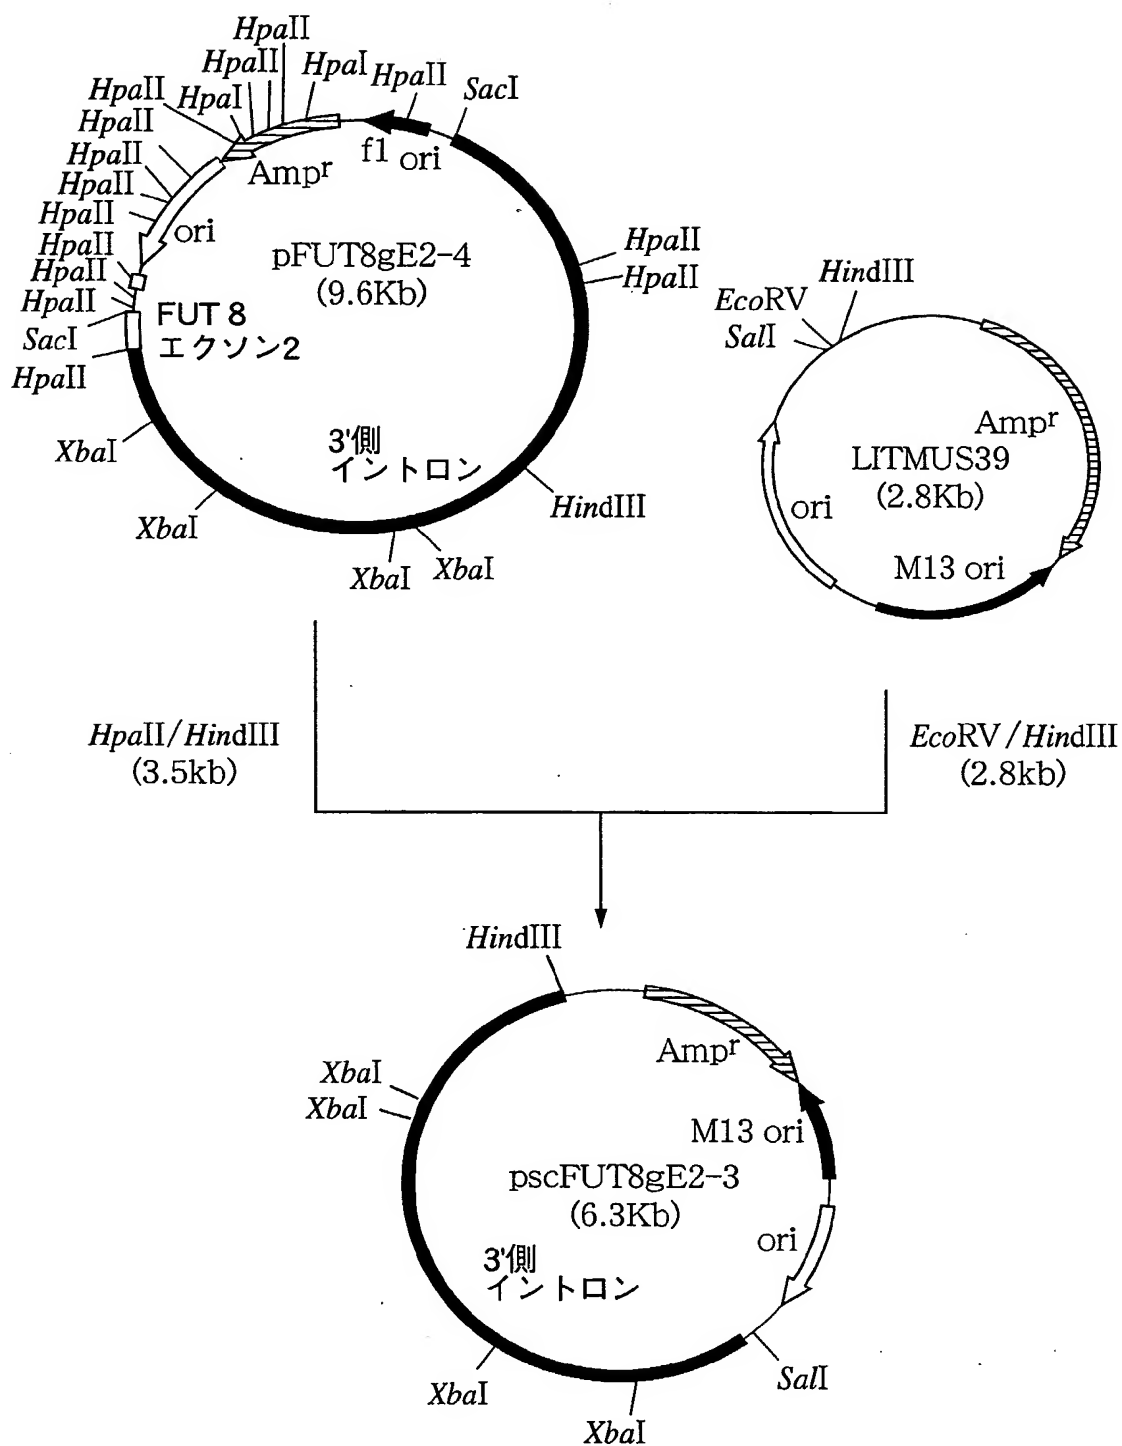 HpaII
HpaII
HpaI
HpaII
SacI
HpaII
HpaI
HpaII
HpaII
HpaII
HpaII
HpaII
HpaII
HpaII
SacI
HpaII
f1 ori
Ampr
ori
pFUT8gE2-4
(9.6Kb)
FUT 8
エクソン2
HpaII
HpaII
XbaI
XbaI
XbaI
XbaI
HindIII
3'側
イントロン
HindIII
EcoRV
SalI
Ampr
LITMUS39
(2.8Kb)
ori
M13 ori
HpaII/HindIII
(3.5kb)
EcoRV/HindIII
(2.8kb)
HindIII
XbaI
XbaI
Ampr
M13 ori
pscFUT8gE2-3
(6.3Kb)
ori
3'側
イントロン
SalI
XbaI
XbaI